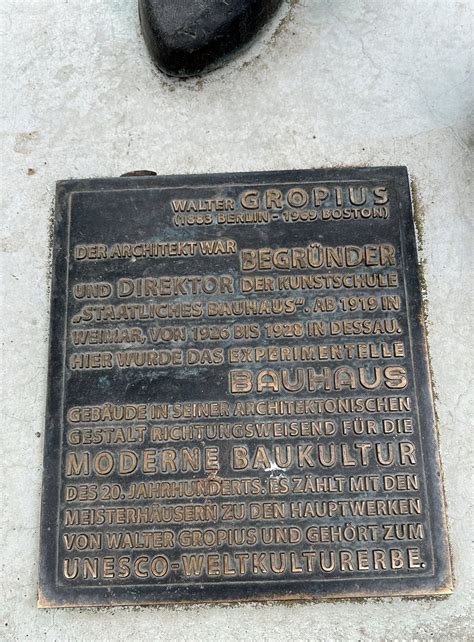 WALTER GROPIUS
(1883 BERLIN - 1969 BOSTON)
DER ARCHITEKT WAR BEGRÜNDER
UND DIREKTOR DER KUNSTSCHULE
„STAATLICHES BAUHAUS“. AB 1919 IN
WEIMAR, VON 1926 BIS 1928 IN DESSAU.
HIER WURDE DAS EXPERIMENTELLE
BAUHAUS
GEBÄUDE IN SEINER ARCHITEKTONISCHEN
GESTALT RICHTUNGSWEISEND FÜR DIE
MODERNE BAUKULTUR
DES 20. JAHRHUNDERTS. ES ZÄHLT MIT DEN
MEISTERHÄUSERN ZU DEN HAUPTWERKEN
VON WALTER GROPIUS UND GEHÖRT ZUM
UNESCO-WELTKULTURERBE.